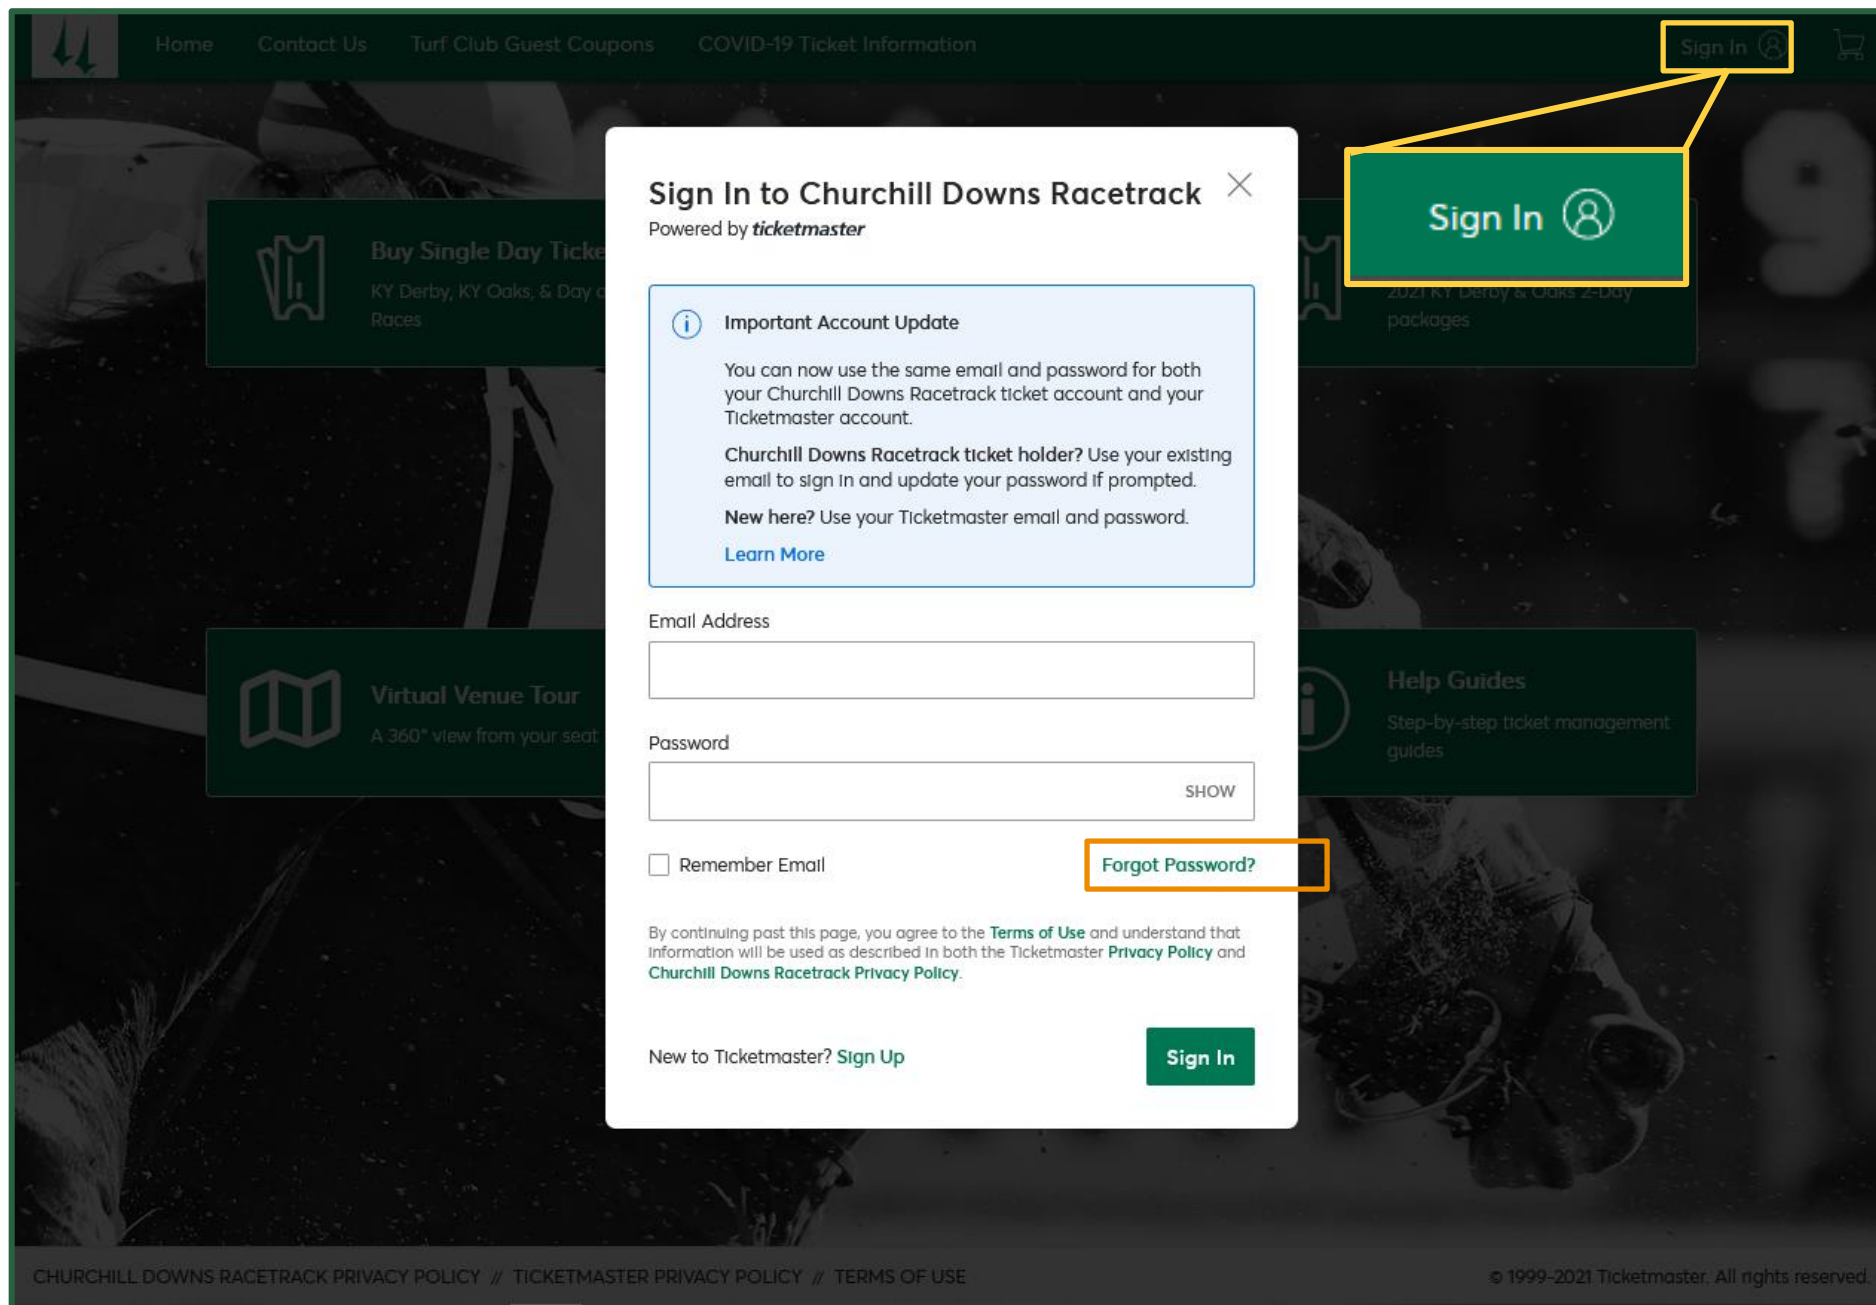 Home Contact Us Turf Club Guest Coupons COVID-19 Ticket Information Sign In
Sign In
Sign In to Churchill Downs Racetrack
Powered by ticketmaster
Important Account Update
You can now use the same email and password for both
your Churchill Downs Racetrack ticket account and your
Ticketmaster account.
Churchill Downs Racetrack ticket holder? Use your existing
email to sign in and update your password if prompted.
New here? Use your Ticketmaster email and password.
Learn More
Email Address
Password
SHOW
Remember Email Forgot Password?
By continuing past this page, you agree to the Terms of Use and understand that
information will be used as described in both the Ticketmaster Privacy Policy and
Churchill Downs Racetrack Privacy Policy.
New to Ticketmaster? Sign Up Sign In
Buy Single Day Ticke
KY Derby, KY Oaks, & Day o
Races
2021 KY Derby & Oaks 2-Day
packages
Virtual Venue Tour
A 360° view from your seat
Help Guides
Step-by-step ticket management
guides
CHURCHILL DOWNS RACETRACK PRIVACY POLICY // TICKETMASTER PRIVACY POLICY // TERMS OF USE © 1999-2021 Ticketmaster. All rights reserved.